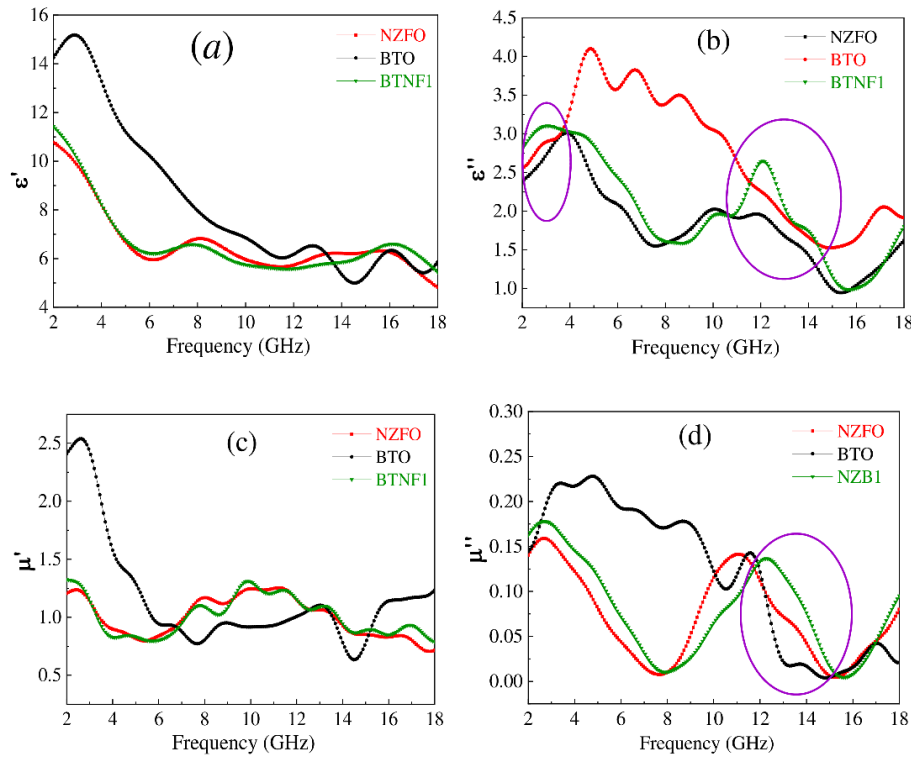 (a)
NZFO
BTO
BTNF1
16
14
12
10
8
6
4
ε'
2 4 6 8 10 12 14 16 18
Frequency (GHz)
(b)
NZFO
BTO
BTNF1
4.5
4.0
3.5
3.0
2.5
2.0
1.5
1.0
ε''
2 4 6 8 10 12 14 16 18
Frequency (GHz)
(c)
NZFO
BTO
BTNF1
2.5
2.0
1.5
1.0
0.5
μ'
2 4 6 8 10 12 14 16 18
Frequency (GHz)
(d)
NZFO
BTO
NZB1
0.30
0.25
0.20
0.15
0.10
0.05
0.00
μ''
2 4 6 8 10 12 14 16 18
Frequency (GHz)